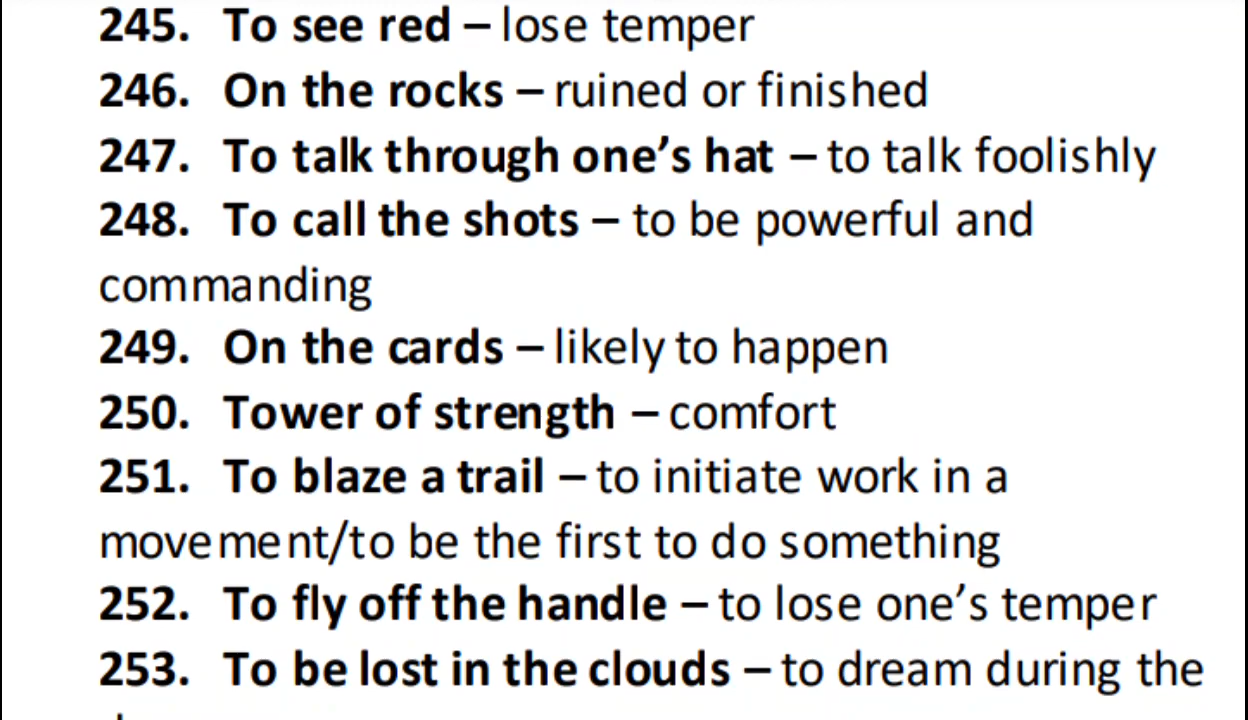 245. To see red – lose temper
246. On the rocks – ruined or finished
247. To talk through one’s hat – to talk foolishly
248. To call the shots – to be powerful and
commanding
249. On the cards – likely to happen
250. Tower of strength – comfort
251. To blaze a trail – to initiate work in a
movement/to be the first to do something
252. To fly off the handle – to lose one’s temper
253. To be lost in the clouds – to dream during the